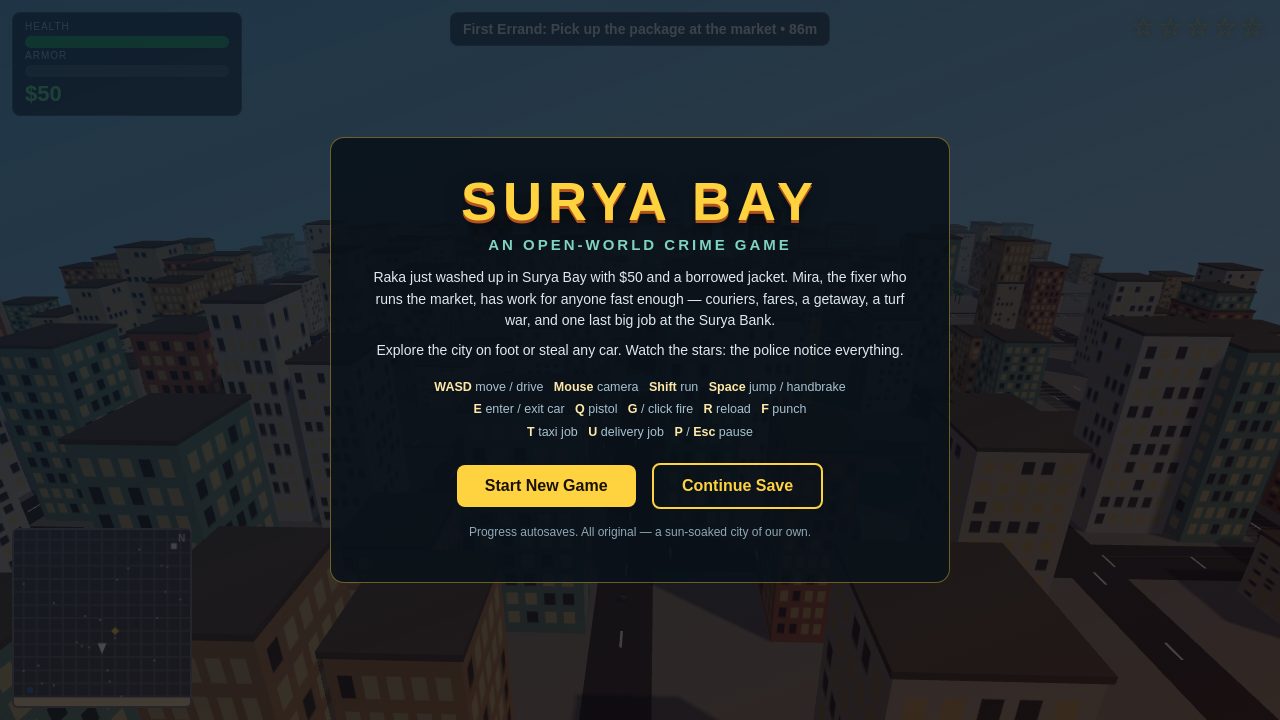 HEALTH
ARMOR
$50
First Errand: Pick up the package at the market • 86m
☆☆☆☆☆
SURYA BAY
AN OPEN-WORLD CRIME GAME
Raka just washed up in Surya Bay with $50 and a borrowed jacket. Mira, the fixer who
runs the market, has work for anyone fast enough — couriers, fares, a getaway, a turf
war, and one last big job at the Surya Bank.
Explore the city on foot or steal any car. Watch the stars: the police notice everything.
WASD move / drive Mouse camera Shift run Space jump / handbrake
E enter / exit car Q pistol G / click fire R reload F punch
T taxi job U delivery job P / Esc pause
Start New Game
Continue Save
Progress autosaves. All original — a sun-soaked city of our own.
N